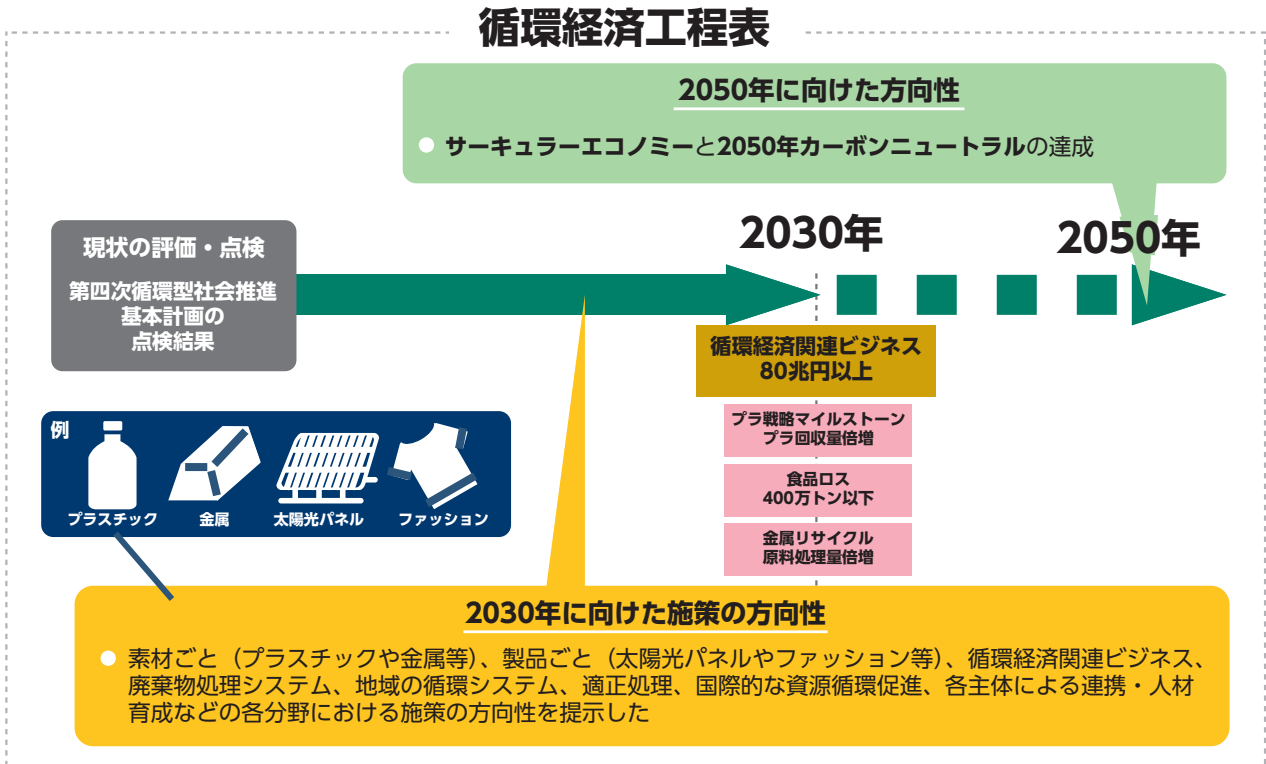 循環経済工程表
2050年に向けた方向性
サーキュラーエコノミーと2050年カーボンニュートラルの達成
現状の評価・点検
第四次循環型社会推進
基本計画の
点検結果
2030年
2050年
循環経済関連ビジネス
80兆円以上
プラ戦略マイルストーン
プラ回収量倍増
食品ロス
400万トン以下
金属リサイクル
原料処理量倍増
例
プラスチック
金属
太陽光パネル
ファッション
2030年に向けた施策の方向性
素材ごと（プラスチックや金属等）、製品ごと（太陽光パネルやファッション等）、循環経済関連ビジネス、
廃棄物処理システム、地域の循環システム、適正処理、国際的な資源循環促進、各主体による連携・人材
育成などの各分野における施策の方向性を提示した